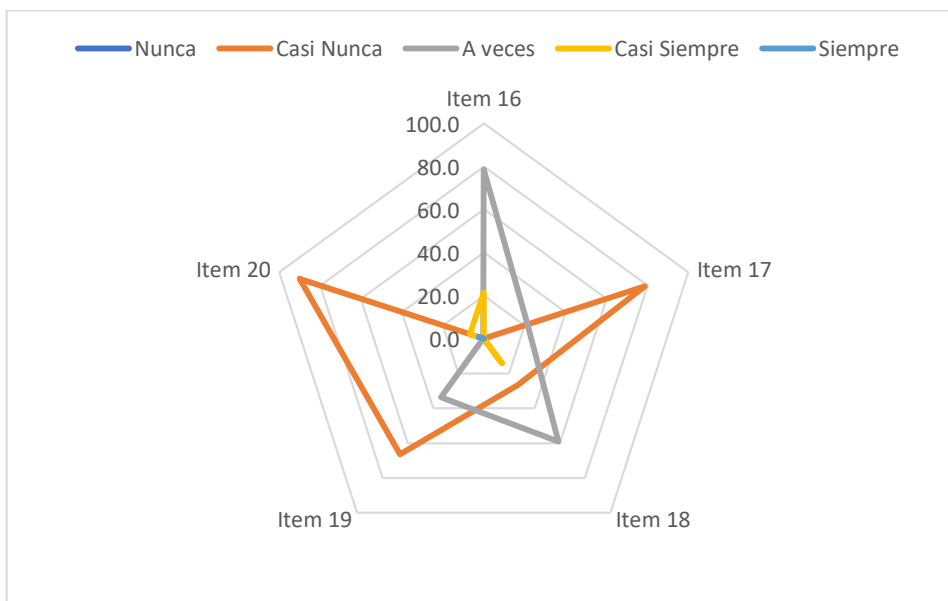 Nunca Casi Nunca A veces Casi Siempre Siempre
Item 16
100.0
80.0
60.0
40.0
20.0
0.0
Item 20
Item 17
Item 19
Item 18